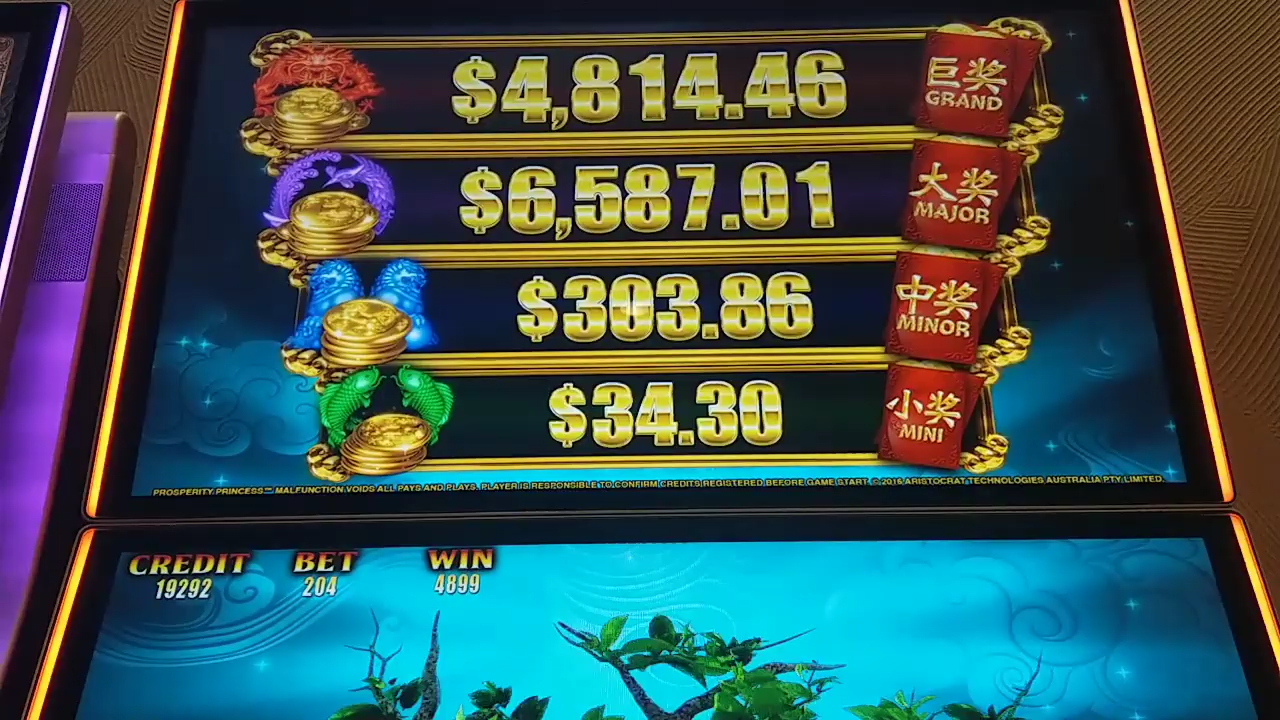 $4,814.46
巨奖
GRAND
$6,587.01
大奖
MAJOR
$303.86
中奖
MINOR
$34.30
小奖
MINI
PROSPERITY PRINCESS™ MALFUNCTION VOIDS ALL PAYS AND PLAYS. PLAYER IS RESPONSIBLE TO CONFIRM CREDITS REGISTERED BEFORE GAME START. © 2016 ARISTOCRAT TECHNOLOGIES AUSTRALIA PTY LIMITED.
CREDIT BET WIN
19292 204 4899